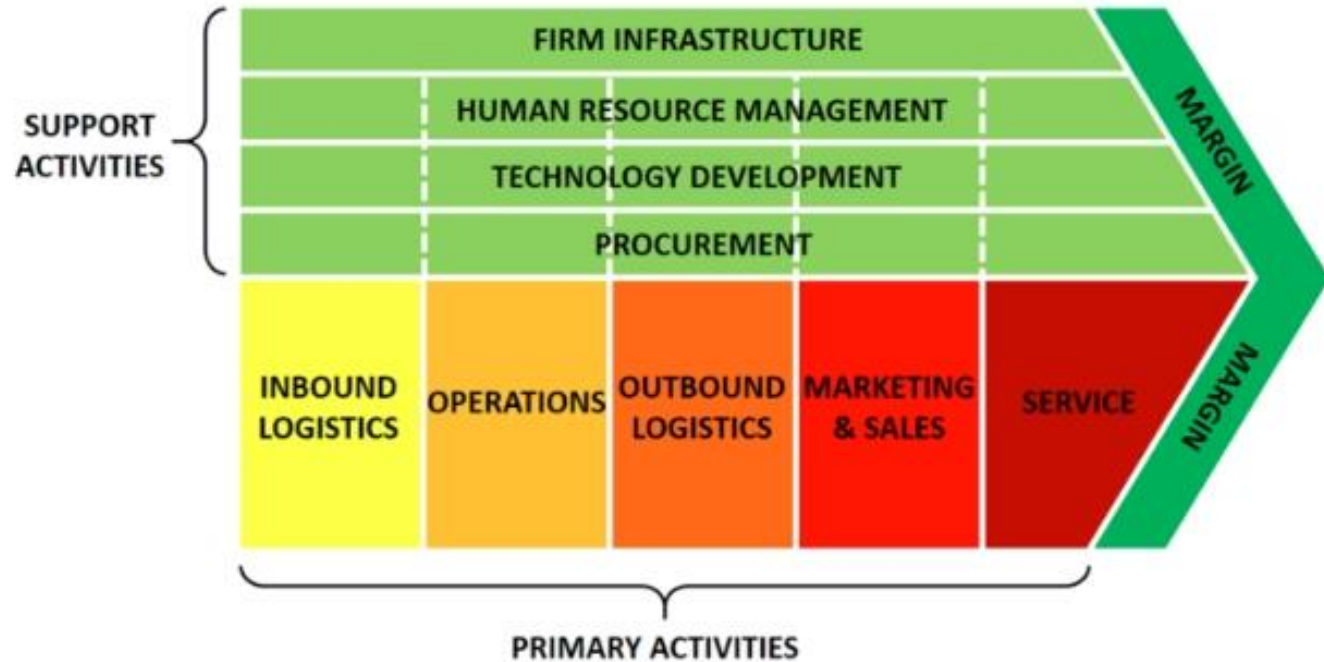 FIRM INFRASTRUCTURE
HUMAN RESOURCE MANAGEMENT
TECHNOLOGY DEVELOPMENT
PROCUREMENT
SUPPORT
ACTIVITIES
MARGIN
INBOUND
LOGISTICS
OPERATIONS
OUTBOUND
LOGISTICS
MARKETING
& SALES
SERVICE
MARGIN
PRIMARY ACTIVITIES